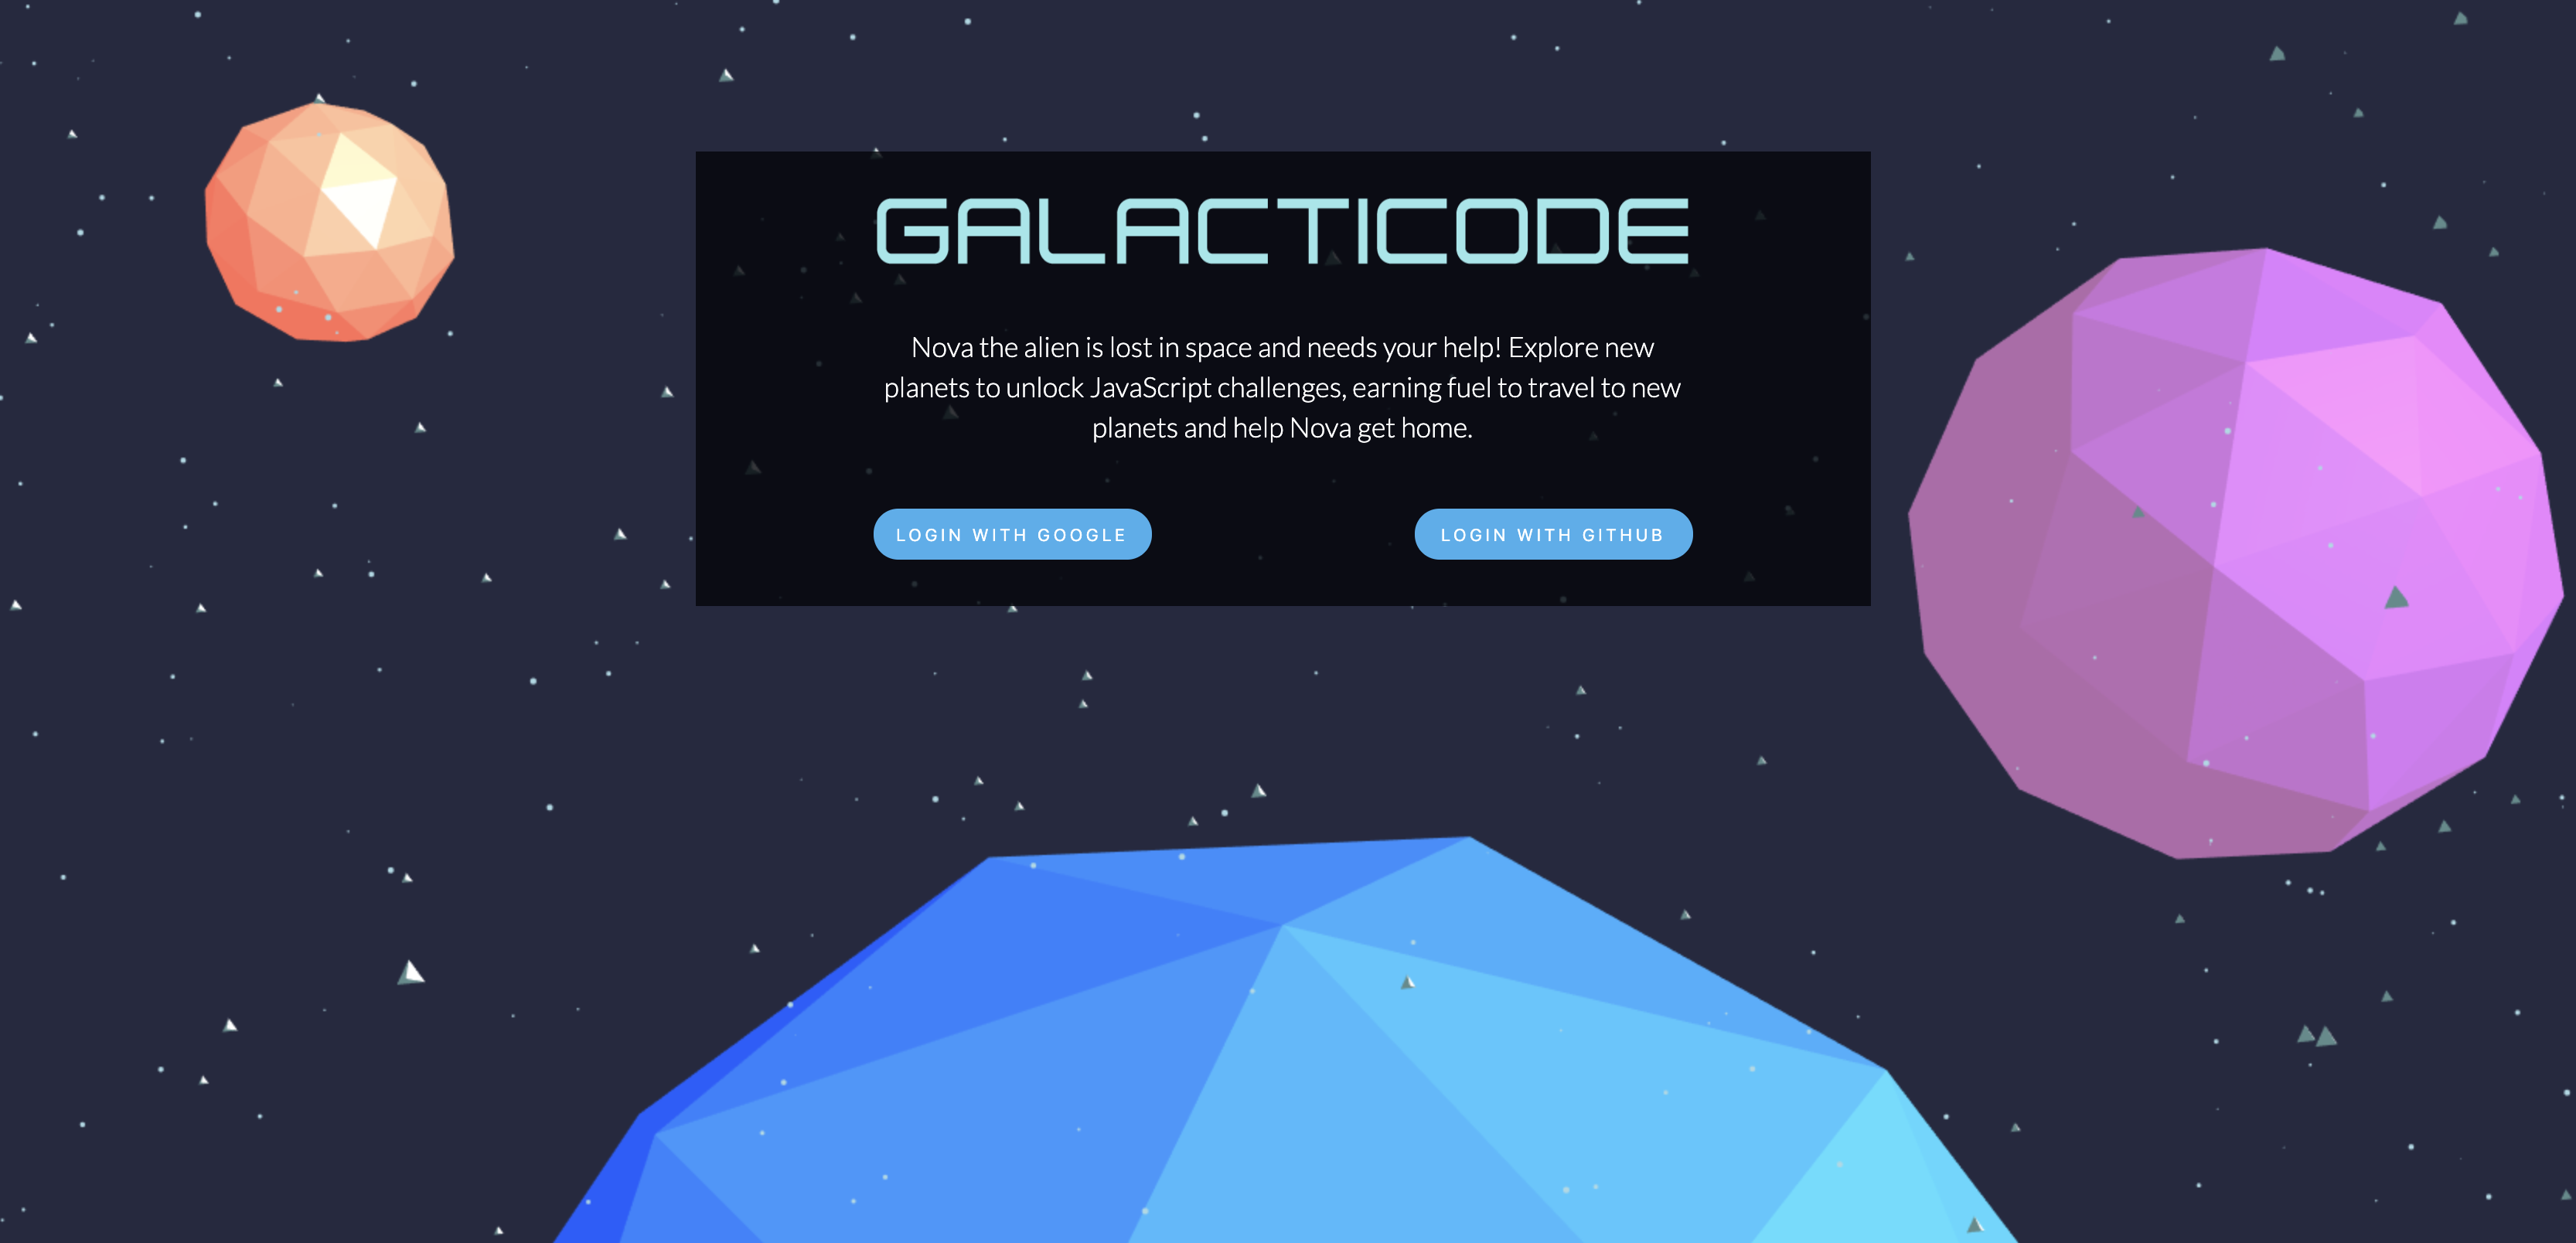 GALACTICODE
Nova the alien is lost in space and needs your help! Explore new
planets to unlock JavaScript challenges, earning fuel to travel to new
planets and help Nova get home.
LOGIN WITH GOOGLE
LOGIN WITH GITHUB